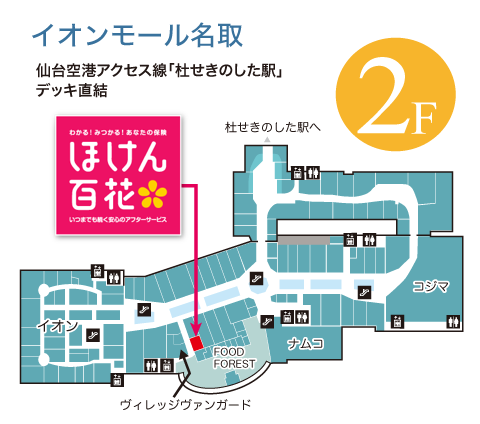 イオンモール名取
仙台空港アクセス線「杜せきのした駅」
デッキ直結
2F
杜せきのした駅へ
わかる!みつかる!あなたの保険
ほけん
百花
いつまでも続く安心のアフターサービス
コジマ
イオン
ナムコ
FOOD
FOREST
ヴィレッジヴァンガード